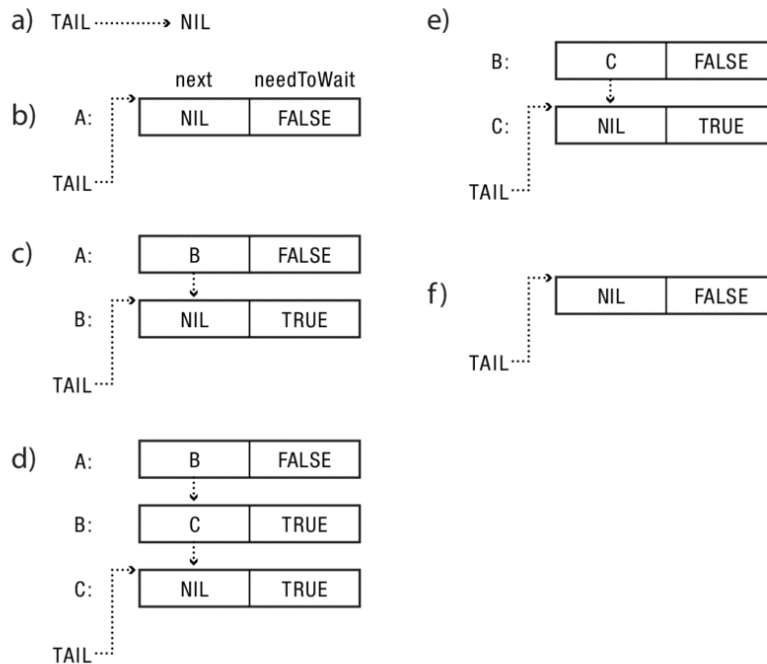 a) TAIL NIL
next needToWait
b) A: NIL FALSE
TAIL
c) A: B FALSE
B: NIL TRUE
TAIL
d) A: B FALSE
B: C TRUE
C: NIL TRUE
TAIL
e)
B: C FALSE
C: NIL TRUE
TAIL
f) NIL FALSE
TAIL